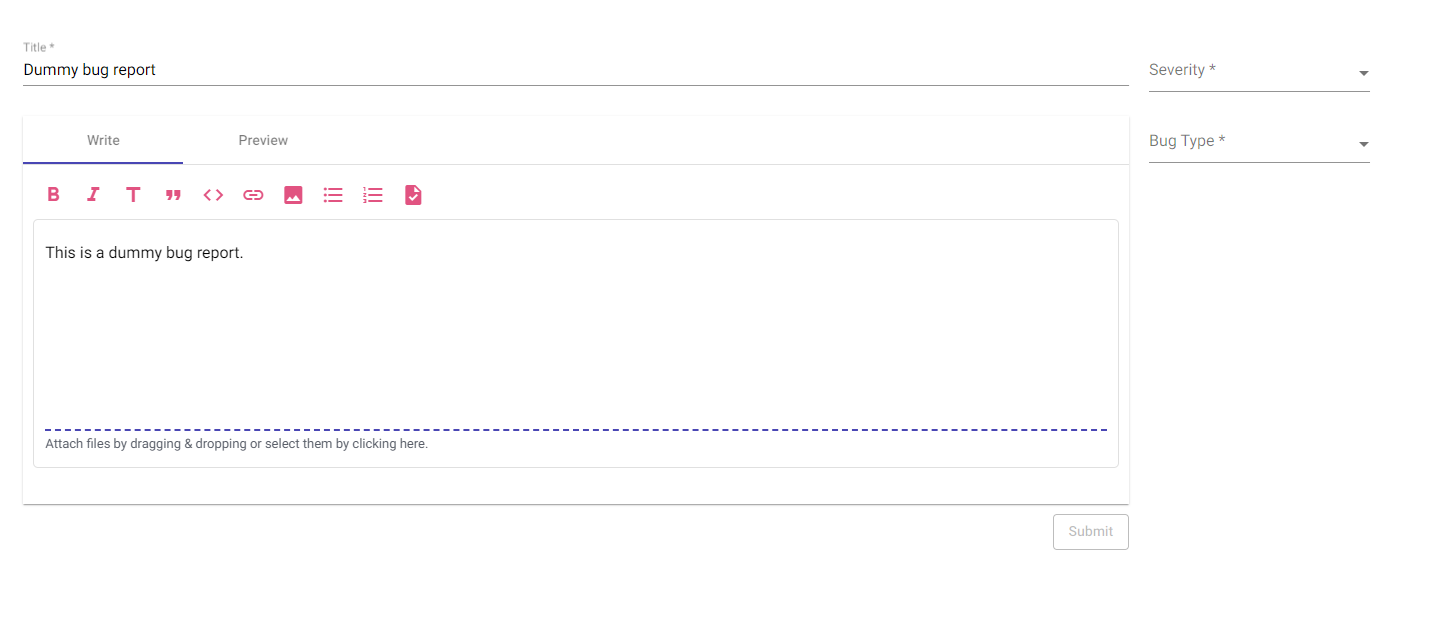 Title *
Dummy bug report
Severity *
Write Preview
Bug Type *
This is a dummy bug report.
Attach files by dragging & dropping or select them by clicking here.
Submit